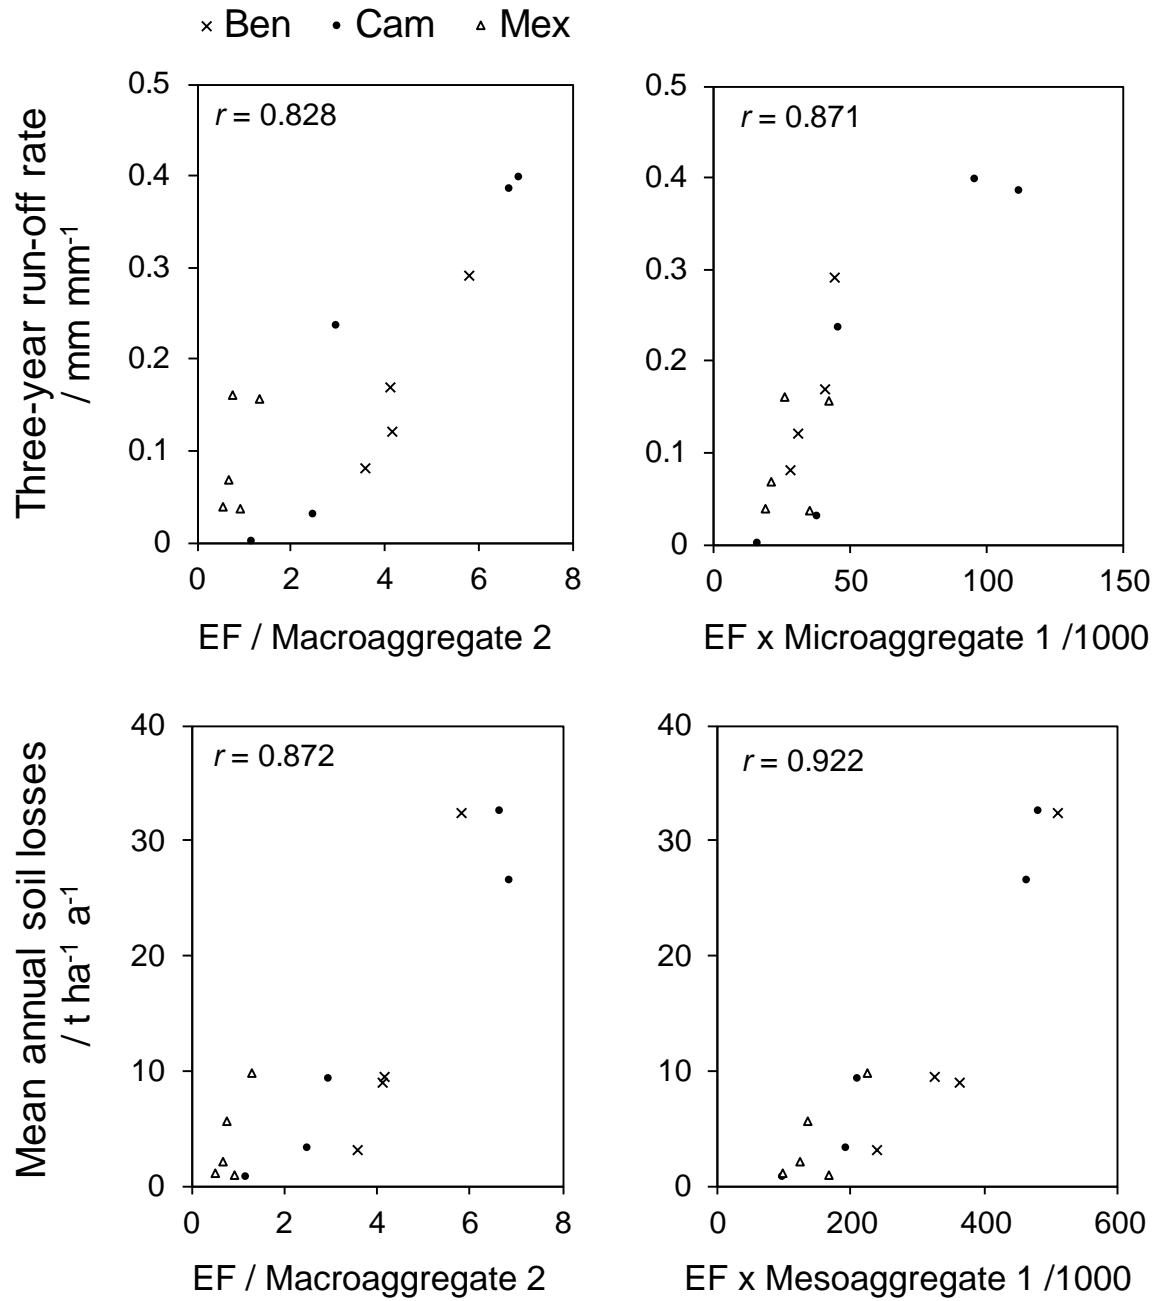 × Ben • Cam △ Mex
0.5
0.4
0.3
0.2
0.1
0
r = 0.828
0 2 4 6 8
EF / Macroaggregate 2
Three-year run-off rate
/ mm mm⁻¹
0.5
0.4
0.3
0.2
0.1
0
r = 0.871
0 50 100 150
EF x Microaggregate 1 /1000
40
30
20
10
0
r = 0.872
0 2 4 6 8
EF / Macroaggregate 2
Mean annual soil losses
/ t ha⁻¹ a⁻¹
40
30
20
10
0
r = 0.922
0 200 400 600
EF x Mesoaggregate 1 /1000